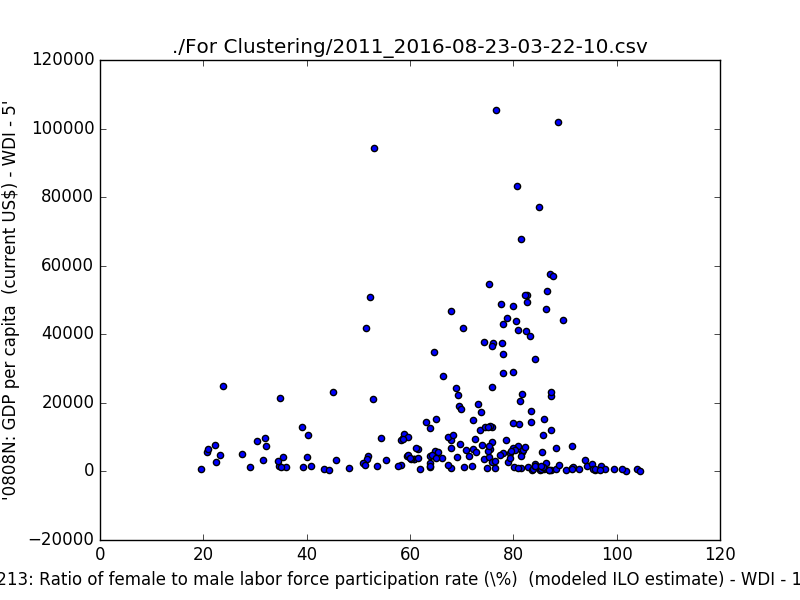 ./For Clustering/2011_2016-08-23-03-22-10.csv
120000
100000
80000
60000
40000
20000
0
−20000
'0808N: GDP per capita  (current US$) - WDI - 5'
0 20 40 60 80 100 120
213: Ratio of female to male labor force participation rate (\%)  (modeled ILO estimate) - WDI - 1